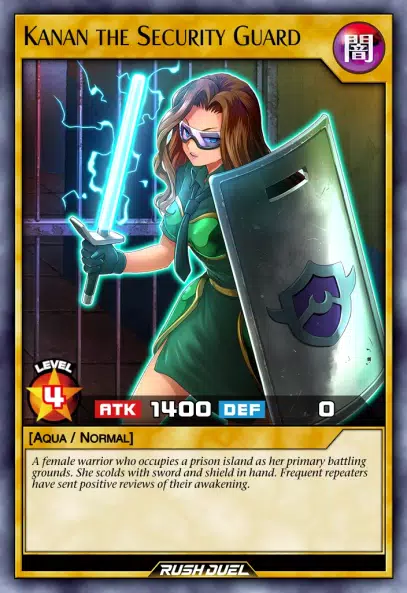 KANAN THE SECURITY GUARD
闇
LEVEL
4
ATK 1400 DEF 0
[AQUA / NORMAL]
A female warrior who occupies a prison island as her primary battling
grounds. She scolds with sword and shield in hand. Frequent repeaters
have sent positive reviews of their awakening.
RUSH DUEL